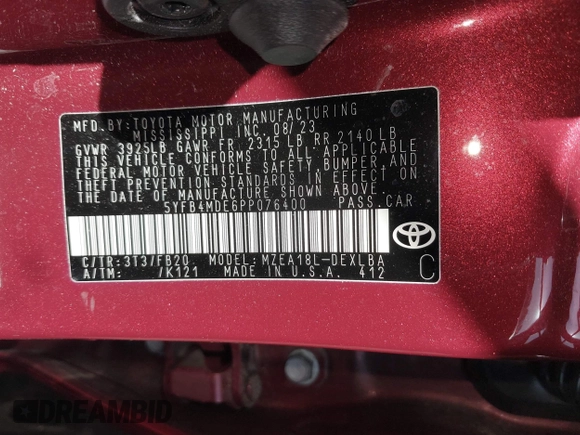 MFD. BY: TOYOTA MOTOR MANUFACTURING
MISSISSIPPI INC. 08/23
GVWR 3925LB GAWR FR 2315 LB RR 2140 LB
THIS VEHICLE CONFORMS TO ALL APPLICABLE
FEDERAL MOTOR VEHICLE SAFETY, BUMPER, AND
THEFT PREVENTION STANDARDS IN EFFECT ON
THE DATE OF MANUFACTURE SHOWN ABOVE.
5YFB4MDE6PP076400 PASS.CAR
C/TR:3T3/FB20 MODEL:MZEA18L-DEXLBA
A/TM: /K121 MADE IN U.S.A. 412
C
DREAMBID